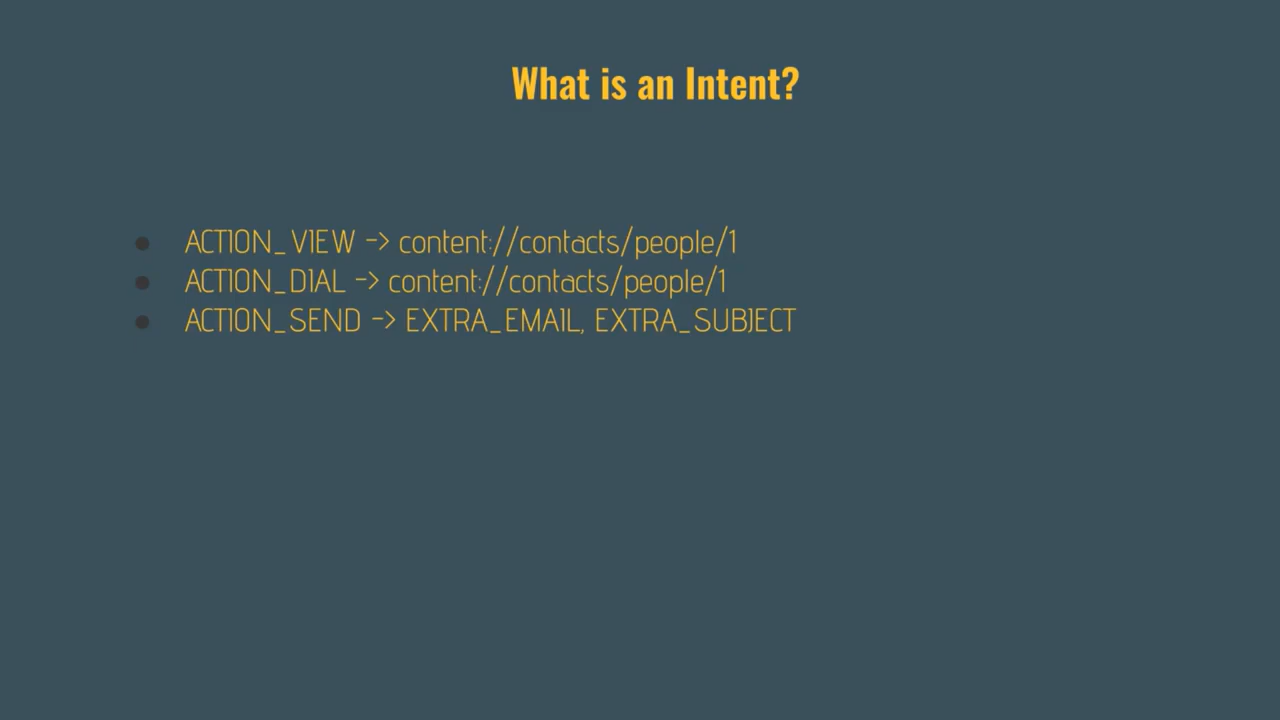 What is an Intent?
● ACTION_VIEW -> content://contacts/people/1
● ACTION_DIAL -> content://contacts/people/1
● ACTION_SEND -> EXTRA_EMAIL, EXTRA_SUBJECT